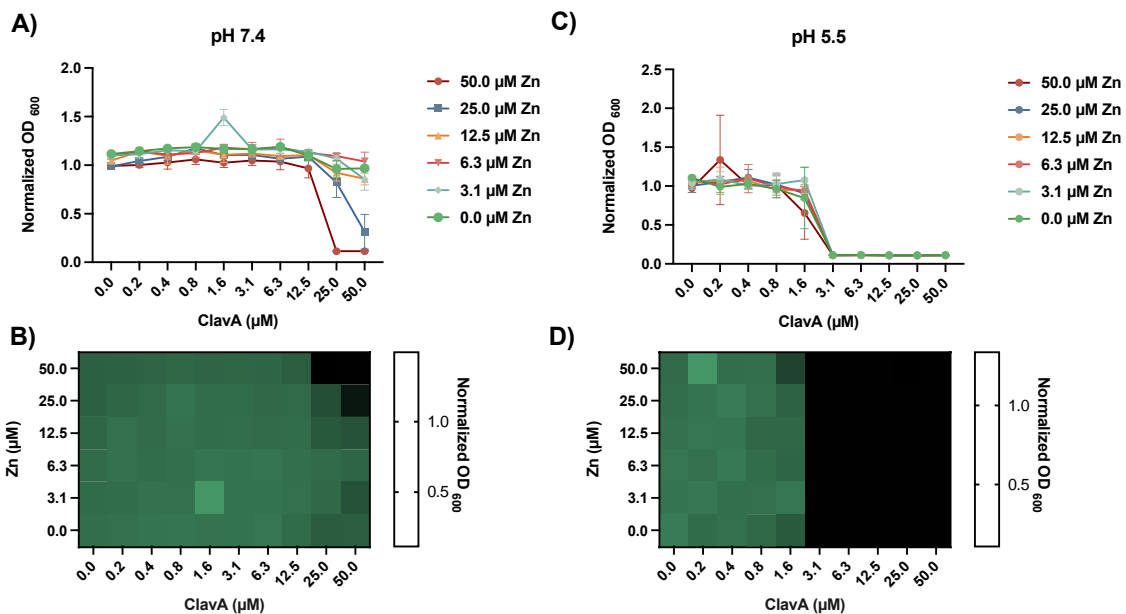 A)
pH 7.4
Normalized OD 600
2.0
1.5
1.0
0.5
0.0
0.0 0.2 0.4 0.8 1.6 3.1 6.3 12.5 25.0 50.0
ClavA (µM)
50.0 µM Zn
25.0 µM Zn
12.5 µM Zn
6.3 µM Zn
3.1 µM Zn
0.0 µM Zn
C)
pH 5.5
Normalized OD 600
2.5
2.0
1.5
1.0
0.5
0.0
0.0 0.2 0.4 0.8 1.6 3.1 6.3 12.5 25.0 50.0
ClavA (µM)
50.0 µM Zn
25.0 µM Zn
12.5 µM Zn
6.3 µM Zn
3.1 µM Zn
0.0 µM Zn
B)
Zn (µM)
50.0
25.0
12.5
6.3
3.1
0.0
0.0 0.2 0.4 0.8 1.6 3.1 6.3 12.5 25.0 50.0
ClavA (µM)
1.0
0.5
Normalized OD 600
D)
50.0
25.0
12.5
6.3
3.1
0.0
Zn (µM)
0.0 0.2 0.4 0.8 1.6 3.1 6.3 12.5 25.0 50.0
ClavA (µM)
1.0
0.5
Normalized OD 600